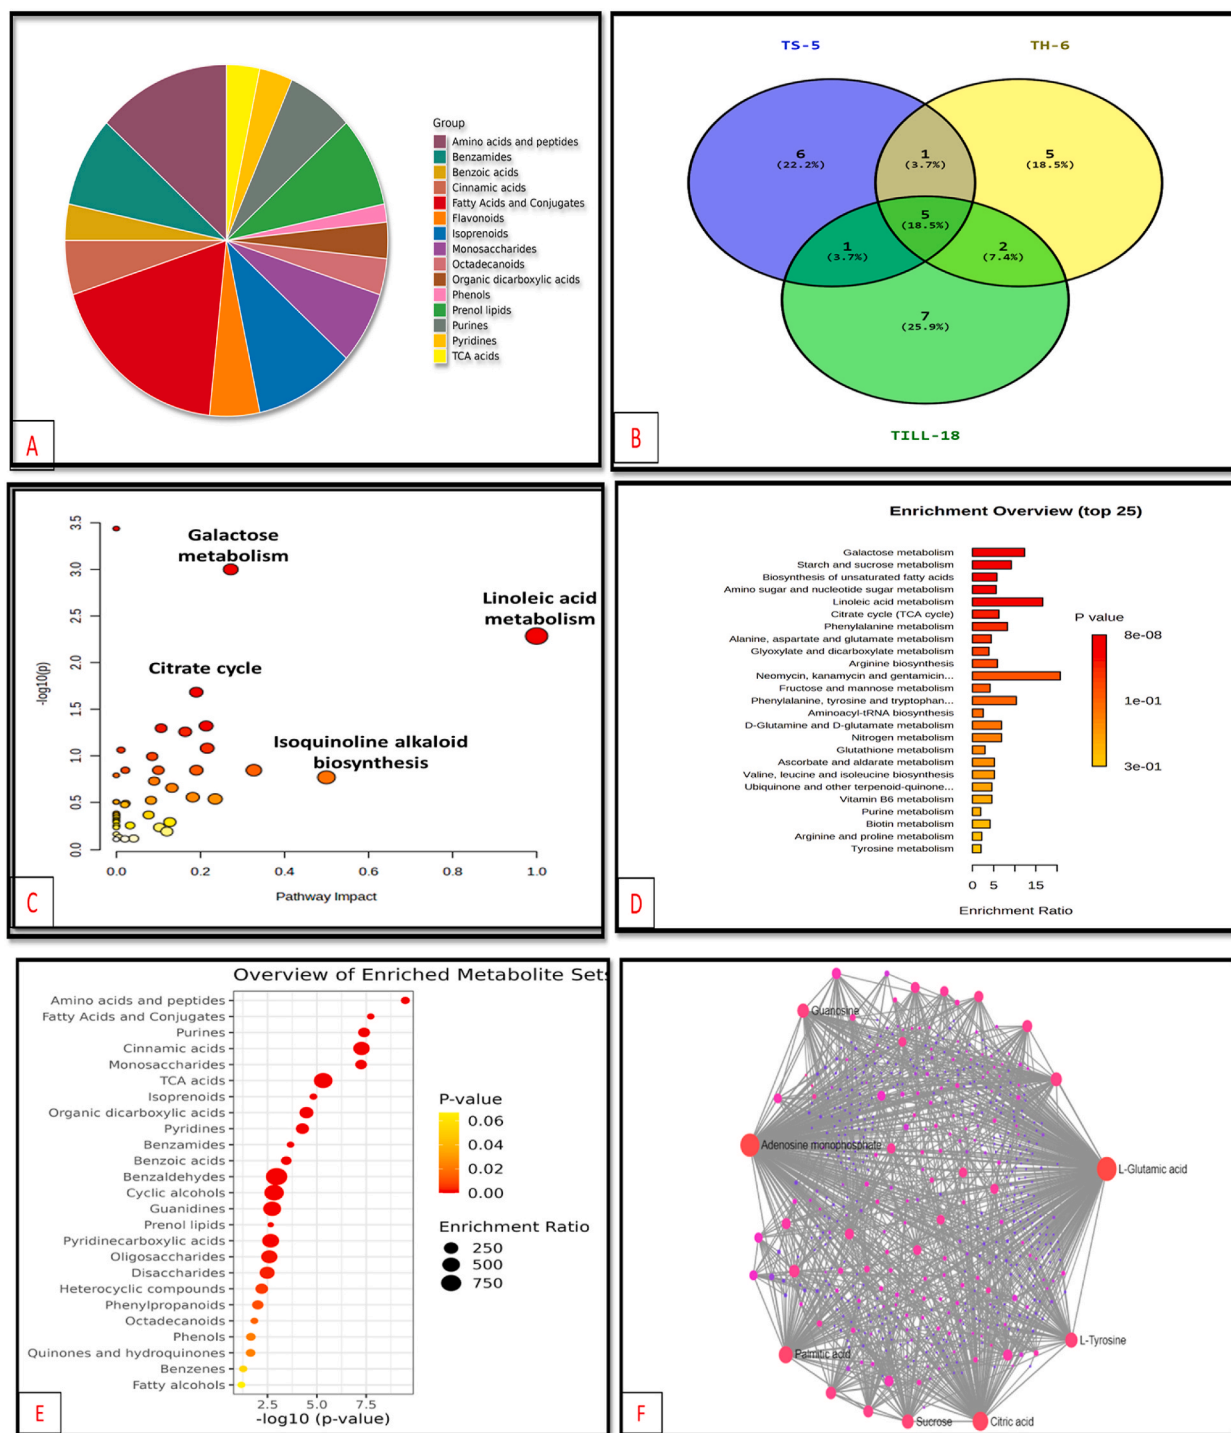 Group
Amino acids and peptides
Benzamides
Benzoic acids
Cinnamic acids
Fatty Acids and Conjugates
Flavonoids
Isoprenoids
Monosaccharides
Octadecanoids
Organic dicarboxylic acids
Phenols
Prenol lipids
Purines
Pyridines
TCA acids
A
TS-5
TH-6
6
(22.2%)
1
(3.7%)
5
(18.5%)
5
(18.5%)
1
(3.7%)
2
(7.4%)
7
(25.9%)
TILL-18
B
3.5
3.0
2.5
2.0
1.5
1.0
0.5
0.0
-log10(p)
Galactose
metabolism
Linoleic acid
metabolism
Citrate cycle
Isoquinoline alkaloid
biosynthesis
0.0 0.2 0.4 0.6 0.8 1.0
Pathway Impact
C
Enrichment Overview (top 25)
Galactose metabolism
Starch and sucrose metabolism
Biosynthesis of unsaturated fatty acids
Amino sugar and nucleotide sugar metabolism
Linoleic acid metabolism
Citrate cycle (TCA cycle)
Phenylalanine metabolism
Alanine, aspartate and glutamate metabolism
Glyoxylate and dicarboxylate metabolism
Arginine biosynthesis
Neomycin, kanamycin and gentamicin...
Fructose and mannose metabolism
Phenylalanine, tyrosine and tryptophan...
Aminoacyl-tRNA biosynthesis
D-Glutamine and D-glutamate metabolism
Nitrogen metabolism
Glutathione metabolism
Ascorbate and aldarate metabolism
Valine, leucine and isoleucine biosynthesis
Ubiquinone and other terpenoid-quinone...
Vitamin B6 metabolism
Purine metabolism
Biotin metabolism
Arginine and proline metabolism
Tyrosine metabolism
0 5 15
Enrichment Ratio
P value
8e-08
1e-01
3e-01
D
Overview of Enriched Metabolite Sets
Amino acids and peptides
Fatty Acids and Conjugates
Purines
Cinnamic acids
Monosaccharides
TCA acids
Isoprenoids
Organic dicarboxylic acids
Pyridines
Benzamides
Benzoic acids
Benzaldehydes
Cyclic alcohols
Guanidines
Prenol lipids
Pyridinecarboxylic acids
Oligosaccharides
Disaccharides
Heterocyclic compounds
Phenylpropanoids
Octadecanoids
Phenols
Quinones and hydroquinones
Benzenes
Fatty alcohols
2.5 5.0 7.5
-log10 (p-value)
P-value
0.06
0.04
0.02
0.00
Enrichment Ratio
250
500
750
E
Guanosine
Adenosine monophosphate
L-Glutamic acid
L-Tyrosine
Palmitic acid
Sucrose
Citric acid
F